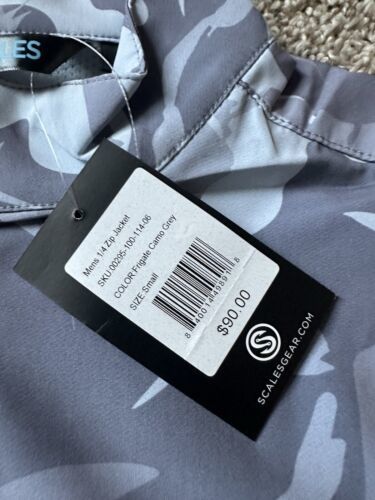 LES
Mens 1/4 Zip Jacket
SKU:00295-100-114-06
COLOR:Frigate Camo Grey
SIZE:Small
$90.00
SCALESGEAR.COM